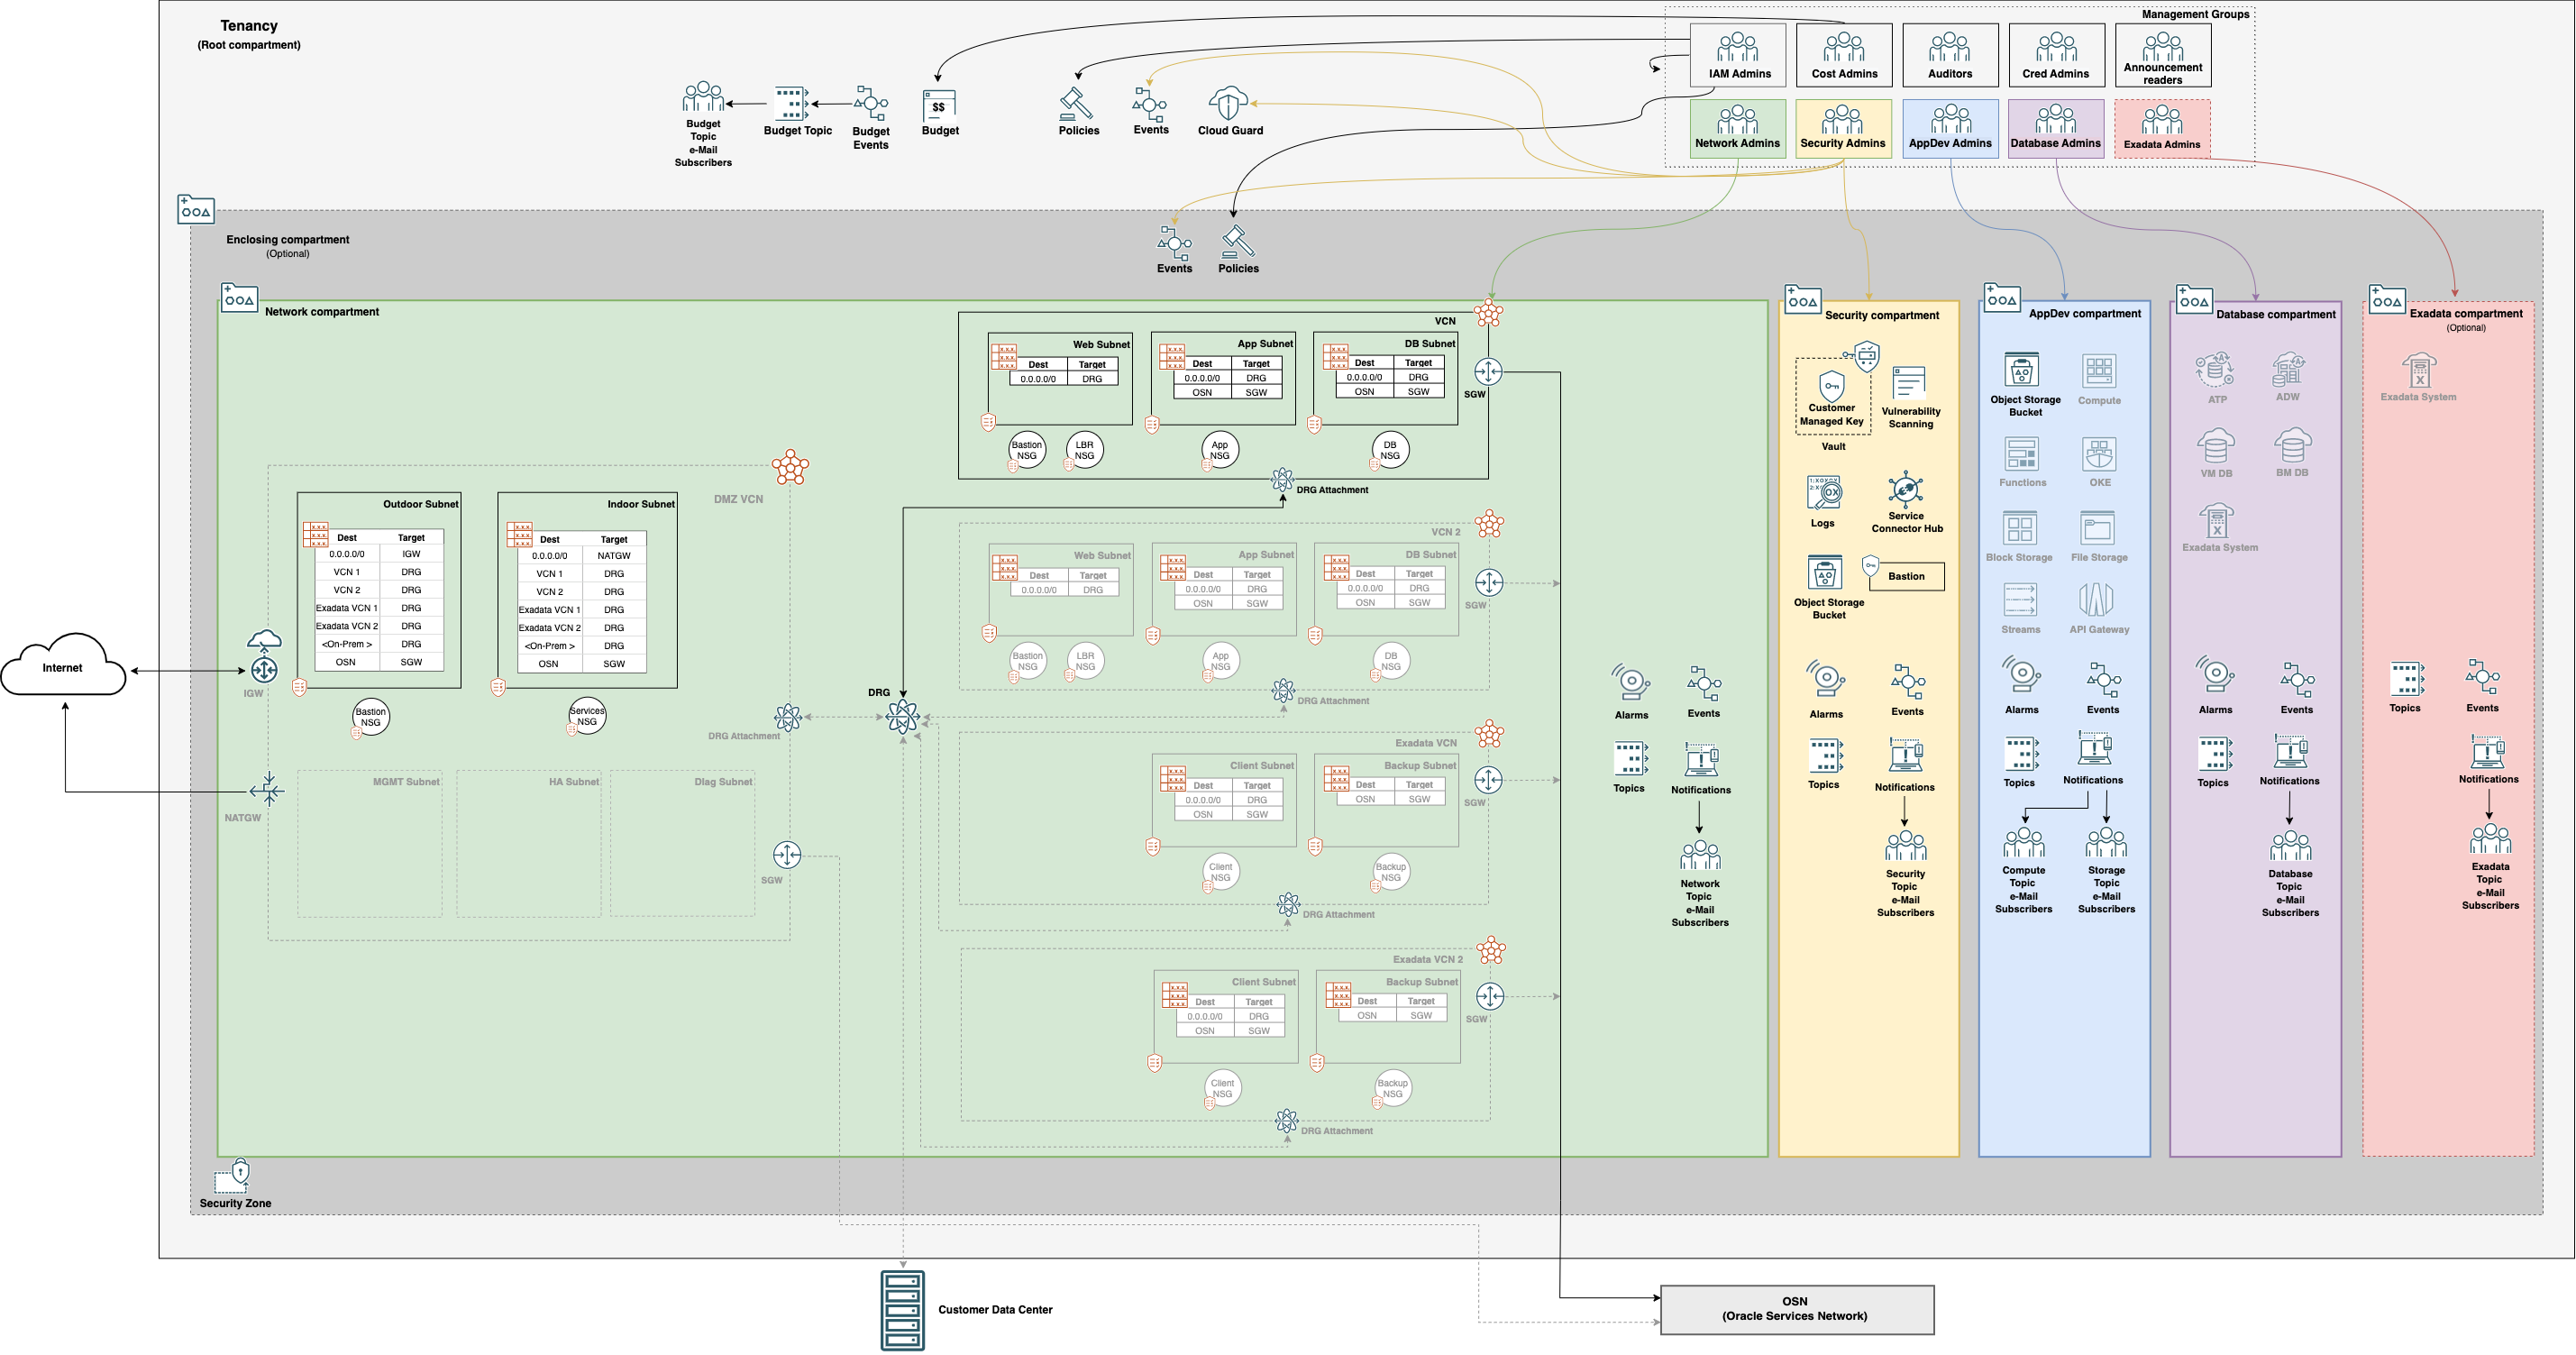 Tenancy
(Root compartment)
Management Groups
IAM Admins
Cost Admins
Auditors
Cred Admins
Announcement
readers
Network Admins
Security Admins
AppDev Admins
Database Admins
Exadata Admins
Budget
Topic
e-Mail
Subscribers
Budget Topic
Budget
Events
$$
Budget
Policies
Events
Cloud Guard
Enclosing compartment
(Optional)
Events
Policies
Network compartment
VCN
Web Subnet
Dest Target
0.0.0.0/0 DRG
App Subnet
Dest Target
0.0.0.0/0 DRG
OSN SGW
DB Subnet
Dest Target
0.0.0.0/0 DRG
OSN SGW
SGW
Bastion
NSG
LBR
NSG
App
NSG
DB
NSG
DRG Attachment
DMZ VCN
Outdoor Subnet
Dest Target
0.0.0.0/0 IGW
VCN 1 DRG
VCN 2 DRG
Exadata VCN 1 DRG
Exadata VCN 2 DRG
<On-Prem > DRG
OSN SGW
Indoor Subnet
Dest Target
0.0.0.0/0 NATGW
VCN 1 DRG
VCN 2 DRG
Exadata VCN 1 DRG
Exadata VCN 2 DRG
<On-Prem > DRG
OSN SGW
Bastion
NSG
Services
NSG
Internet
IGW
NATGW
DRG Attachment
DRG
MGMT Subnet
HA Subnet
DIag Subnet
SGW
VCN 2
Web Subnet
Dest Target
0.0.0.0/0 DRG
App Subnet
Dest Target
0.0.0.0/0 DRG
OSN SGW
DB Subnet
Dest Target
0.0.0.0/0 DRG
OSN SGW
SGW
Bastion
NSG
LBR
NSG
App
NSG
DB
NSG
DRG Attachment
Exadata VCN
Client Subnet
Dest Target
0.0.0.0/0 DRG
OSN SGW
Backup Subnet
Dest Target
OSN SGW
SGW
Client
NSG
Backup
NSG
DRG Attachment
Exadata VCN 2
Client Subnet
Dest Target
0.0.0.0/0 DRG
OSN SGW
Backup Subnet
Dest Target
OSN SGW
SGW
Client
NSG
Backup
NSG
DRG Attachment
Alarms
Events
Topics
Notifications
Network
Topic
e-Mail
Subscribers
Security compartment
Customer
Managed Key
Vault
Vulnerability
Scanning
Logs
Service
Connector Hub
Object Storage
Bucket
Bastion
Alarms
Events
Topics
Notifications
Security
Topic
e-Mail
Subscribers
AppDev compartment
Object Storage
Bucket
Compute
Functions
OKE
Block Storage
File Storage
Streams
API Gateway
Alarms
Events
Topics
Notifications
Compute
Topic
e-Mail
Subscribers
Storage
Topic
e-Mail
Subscribers
Database compartment
ATP
ADW
VM DB
BM DB
Exadata System
Alarms
Events
Topics
Notifications
Database
Topic
e-Mail
Subscribers
Exadata compartment
(Optional)
Exadata System
Topics
Events
Notifications
Exadata
Topic
e-Mail
Subscribers
Security Zone
Customer Data Center
OSN
(Oracle Services Network)